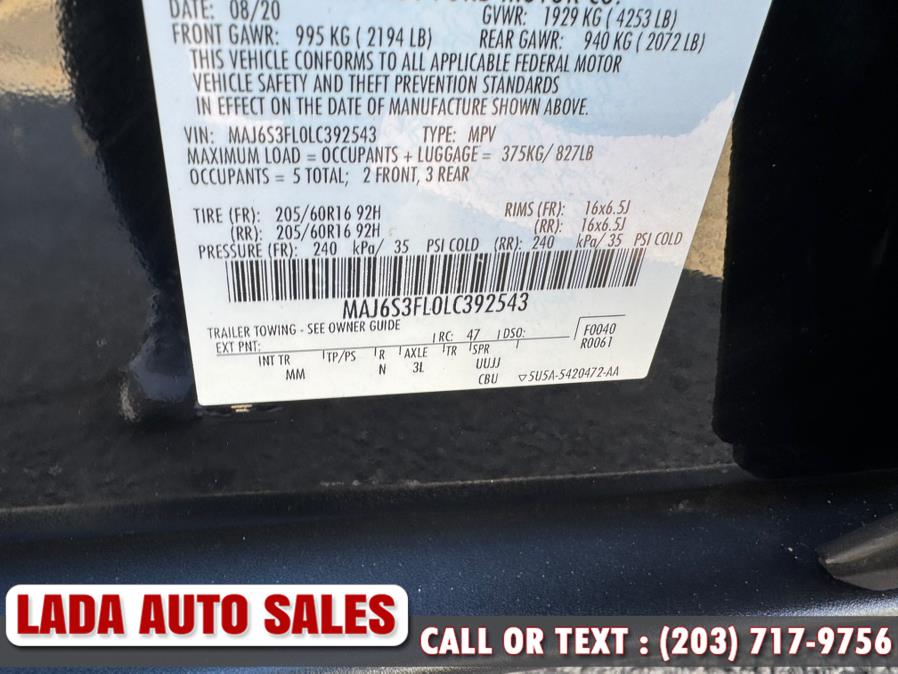 DATE: 08/20
FORD MOTOR CO.
GVWR: 1929 KG ( 4253 LB)
FRONT GAWR: 995 KG ( 2194 LB) REAR GAWR: 940 KG ( 2072 LB)
THIS VEHICLE CONFORMS TO ALL APPLICABLE FEDERAL MOTOR
VEHICLE SAFETY AND THEFT PREVENTION STANDARDS
IN EFFECT ON THE DATE OF MANUFACTURE SHOWN ABOVE.
VIN: MAJ6S3FL0LC392543 TYPE: MPV
MAXIMUM LOAD = OCCUPANTS + LUGGAGE = 375KG/ 827LB
OCCUPANTS = 5 TOTAL; 2 FRONT, 3 REAR
TIRE (FR): 205/60R16 92H RIMS (FR): 16x6.5J
(RR): 205/60R16 92H (RR): 16x6.5J
PRESSURE (FR): 240 kPa/ 35 PSI COLD (RR): 240 kPa/ 35 PSI COLD
MAJ6S3FL0LC392543
TRAILER TOWING - SEE OWNER GUIDE
EXT PNT: RC: 47 DSO: F0040
R0061
INT TR TP/PS R AXLE TR SPR
MM N 3L UUJJ
CBU ▽5U5A-5420472-AA
LADA AUTO SALES
CALL OR TEXT : (203) 717-9756